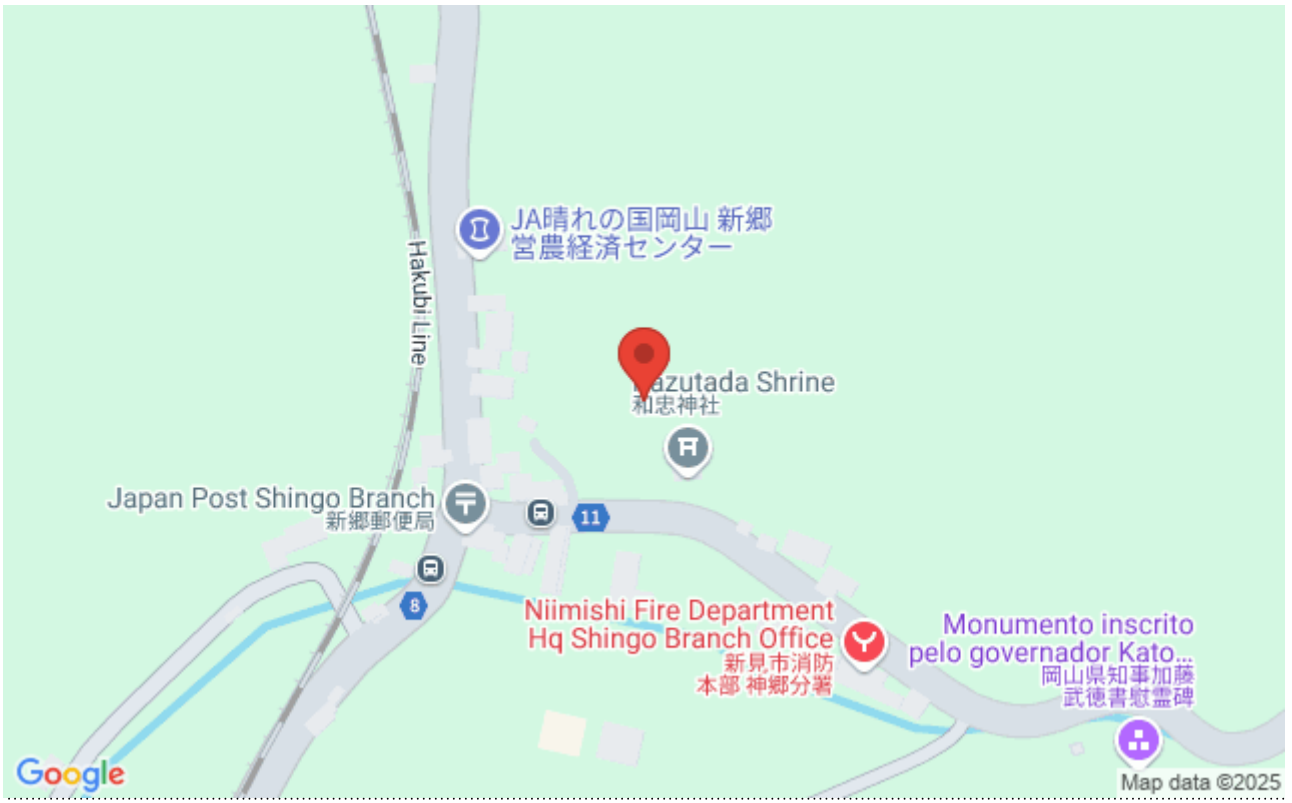 JA晴れの国岡山 新郷
営農経済センター
Hakubi Line
azutada Shrine
和忠神社
Japan Post Shingo Branch
新郷郵便局
11
8
Niimishi Fire Department
Hq Shingo Branch Office
新見市消防
本部 神郷分署
Monumento inscrito
pelo governador Kato...
岡山県知事加藤
武徳書慰霊碑
Google
Map data ©2025